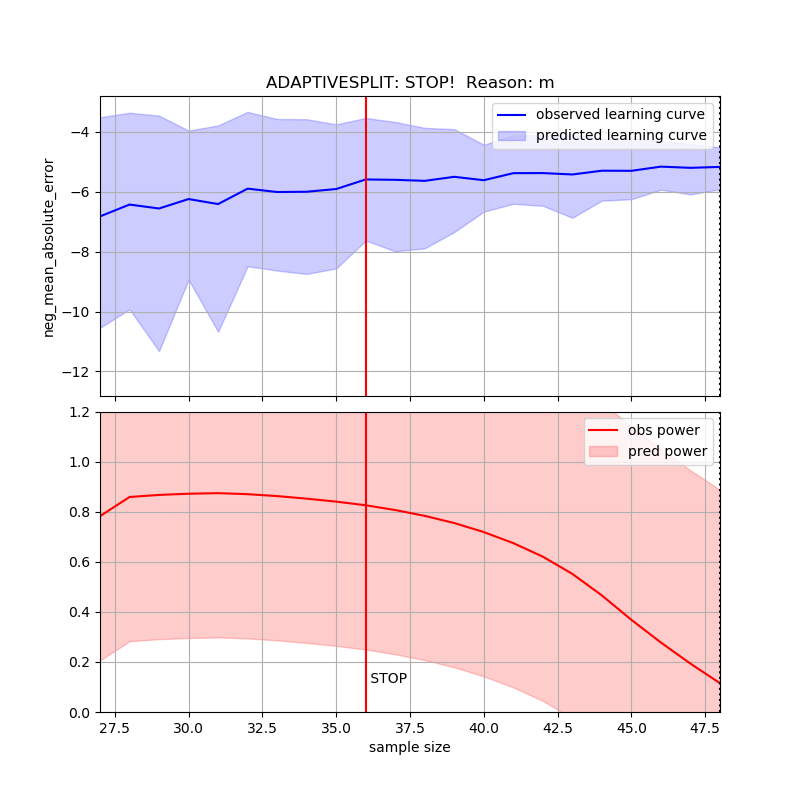 ADAPTIVESPLIT: STOP!  Reason: m
observed learning curve
predicted learning curve
neg_mean_absolute_error
−4
−6
−8
−10
−12
obs power
pred power
1.2
1.0
0.8
0.6
0.4
0.2
0.0
STOP
27.5 30.0 32.5 35.0 37.5 40.0 42.5 45.0 47.5
sample size